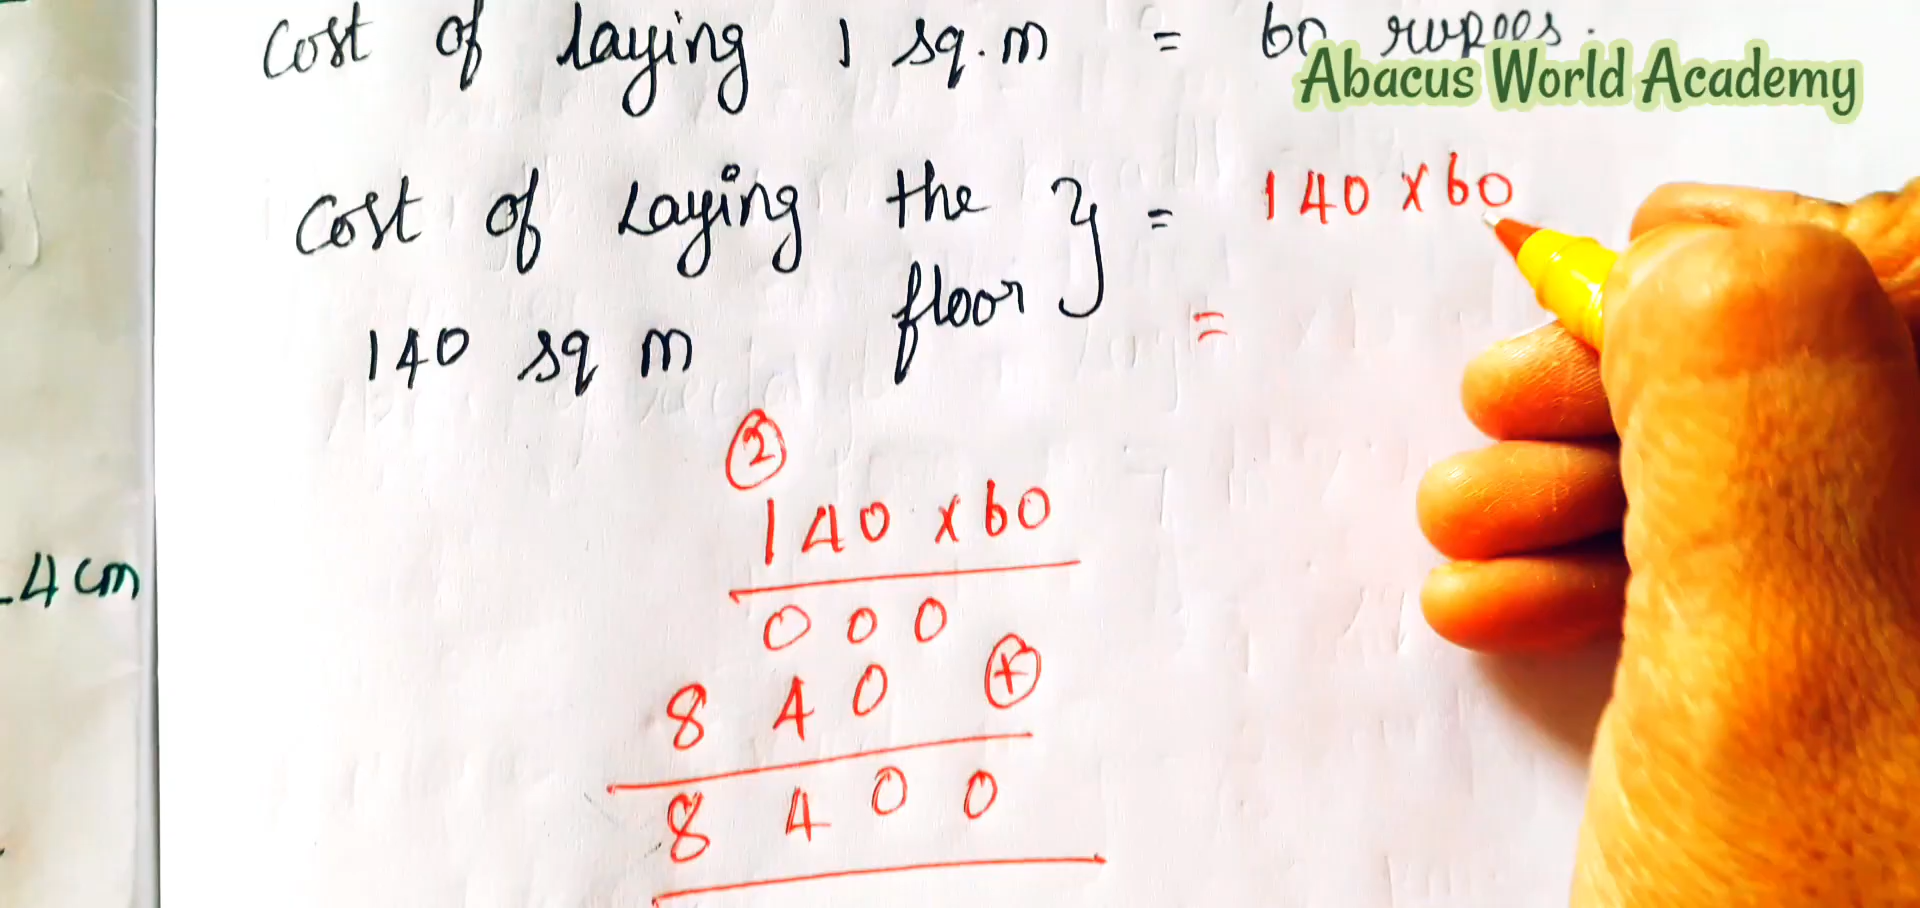 Cost of laying 1 sq.m = 60 rupees.
Abacus World Academy
Cost of Laying the } = 140 x 60
floor
140 sq m =
2
140 x 60
000
840 +
8400
4 cm